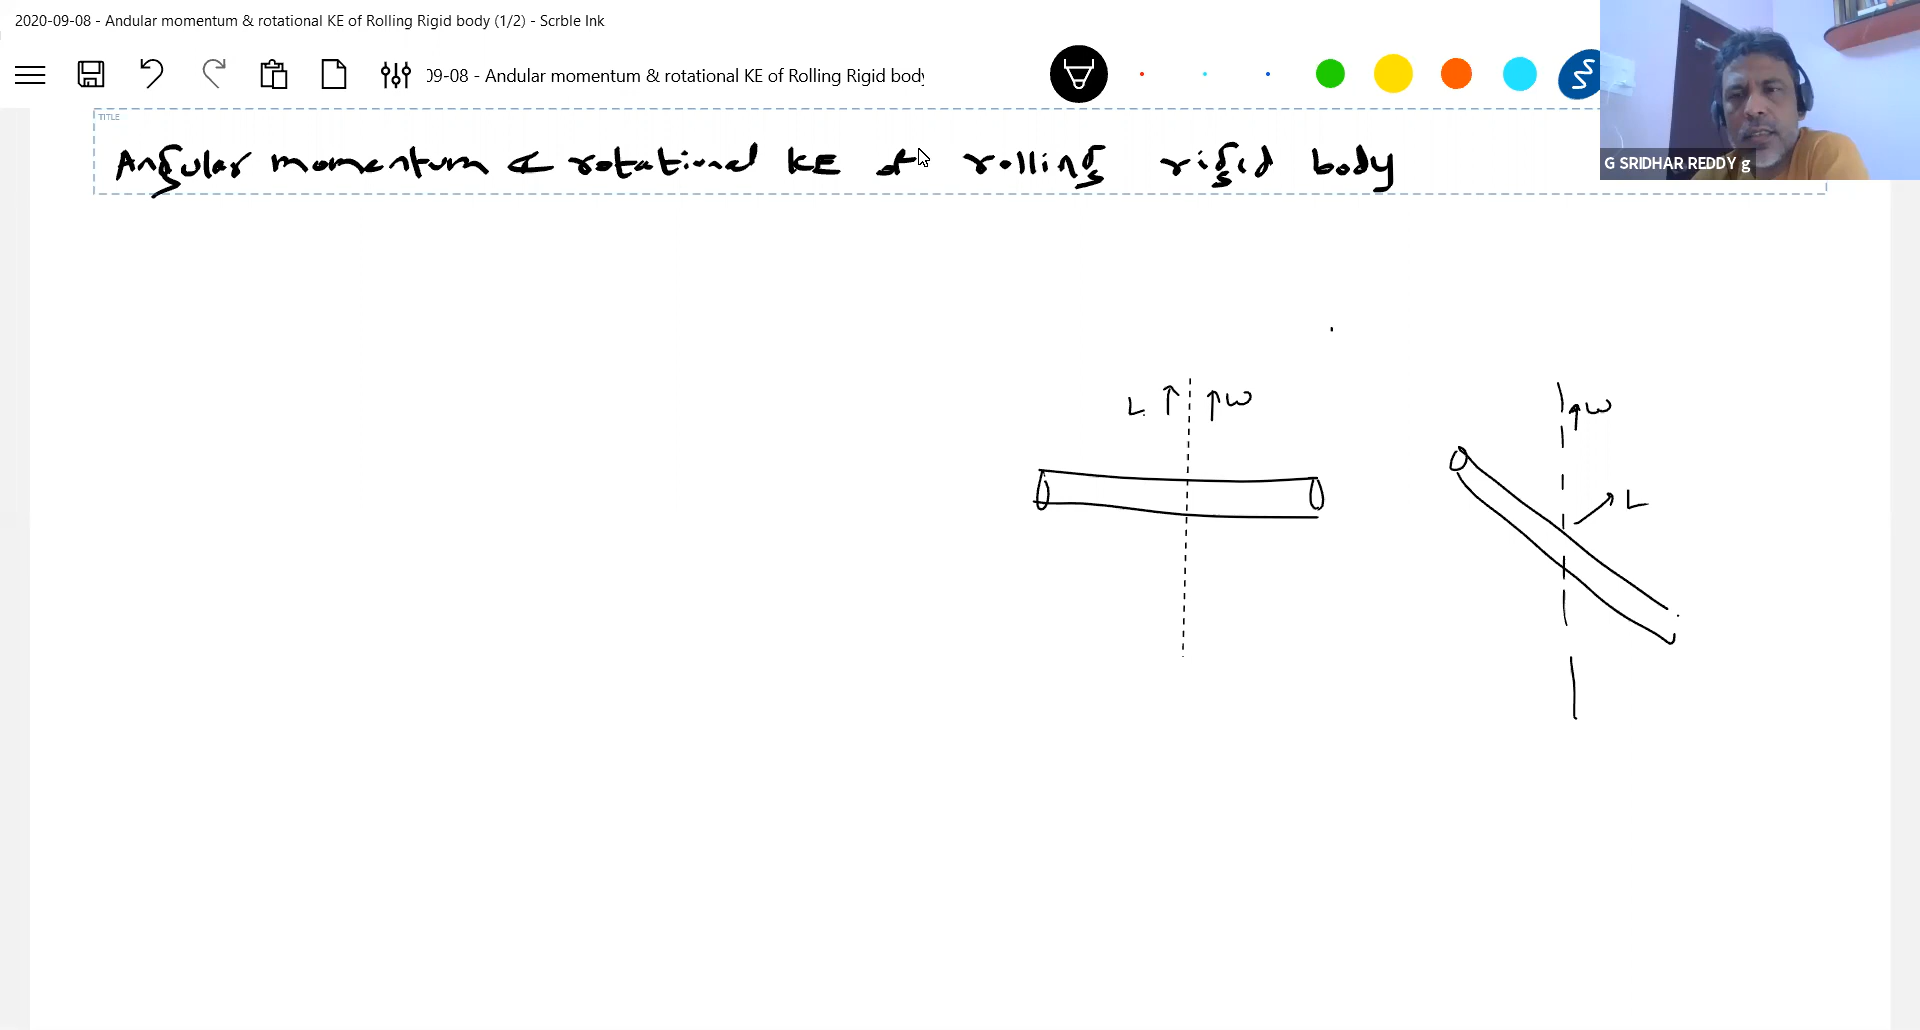 2020-09-08 - Andular momentum & rotational KE of Rolling Rigid body (1/2) - Scrble Ink
09-08 - Andular momentum & rotational KE of Rolling Rigid body
TITLE
Angular momentum & rotational KE of rolling rigid body
G SRIDHAR REDDY g
L ω
ω
L